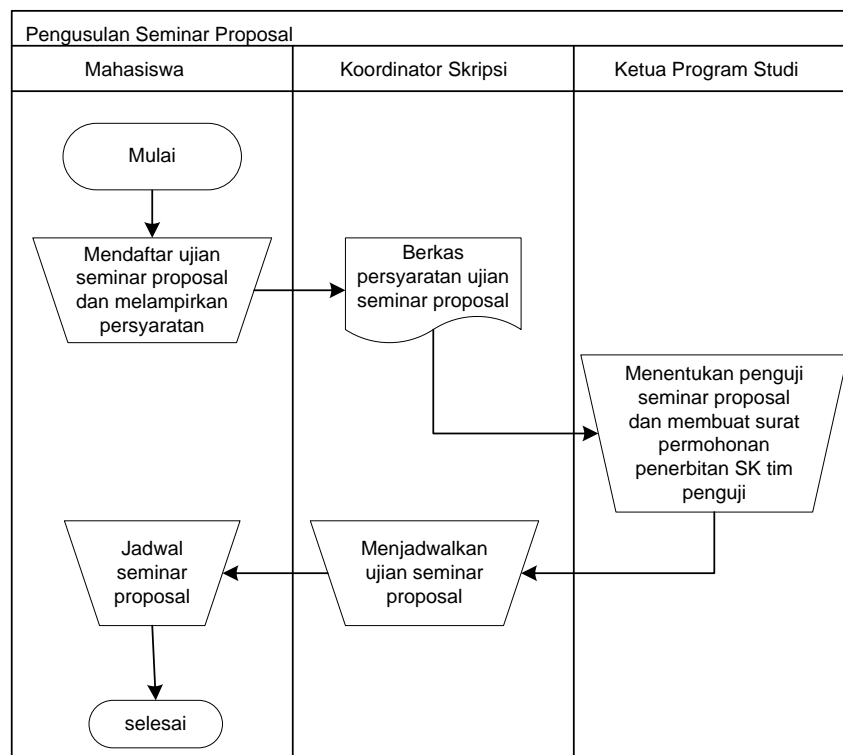 Pengusulan Seminar Proposal
Mahasiswa
Koordinator Skripsi
Ketua Program Studi
Mulai
Mendaftar ujian
seminar proposal
dan melampirkan
persyaratan
Berkas
persyaratan ujian
seminar proposal
Menentukan penguji
seminar proposal
dan membuat surat
permohonan
penerbitan SK tim
penguji
Menjadwalkan
ujian seminar
proposal
Jadwal
seminar
proposal
selesai